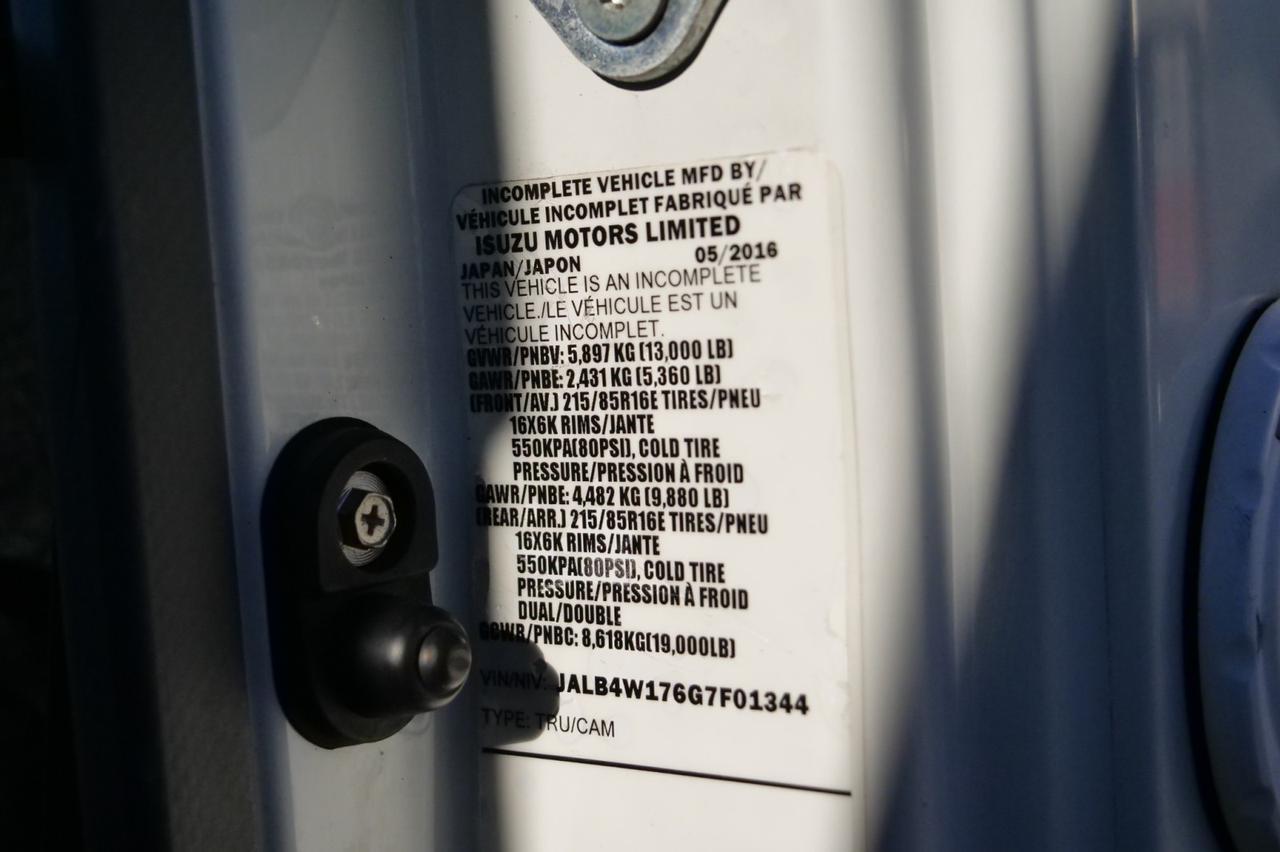 INCOMPLETE VEHICLE MFD BY/
VÉHICULE INCOMPLET FABRIQUÉ PAR
ISUZU MOTORS LIMITED
JAPAN/JAPON 05/2016
THIS VEHICLE IS AN INCOMPLETE
VEHICLE./LE VÉHICULE EST UN
VÉHICULE INCOMPLET.
GVWR/PNBV: 5,897 KG (13,000 LB)
GAWR/PNBE: 2,431 KG (5,360 LB)
(FRONT/AV.) 215/85R16E TIRES/PNEU
16X6K RIMS/JANTE
550KPA(80PSI), COLD TIRE
PRESSURE/PRESSION À FROID
GAWR/PNBE: 4,482 KG (9,880 LB)
(REAR/ARR.) 215/85R16E TIRES/PNEU
16X6K RIMS/JANTE
550KPA(80PSI), COLD TIRE
PRESSURE/PRESSION À FROID
DUAL/DOUBLE
GCWR/PNBC: 8,618KG(19,000LB)
VIN/NIV: JALB4W176G7F01344
TYPE: TRU/CAM